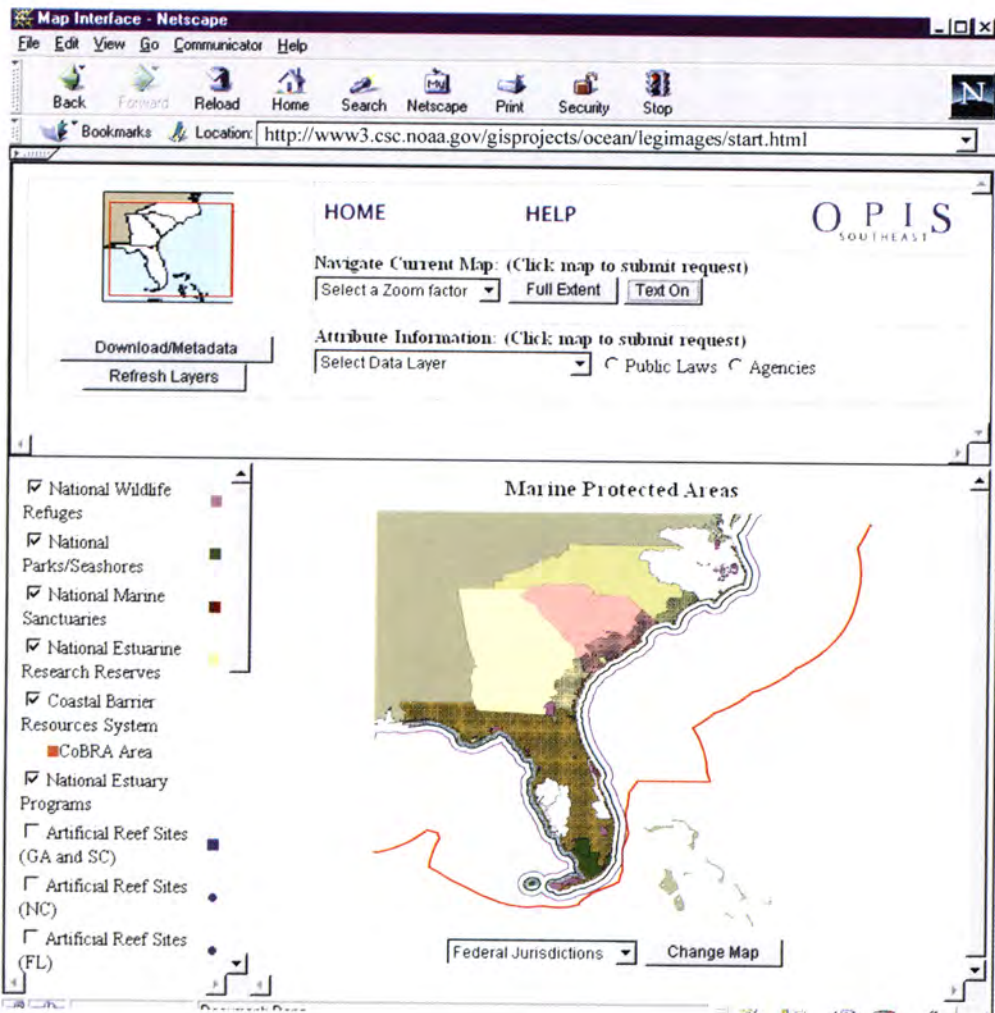 Map Interface - Netscape
File Edit View Go Communicator Help
Back Forward Reload Home Search Netscape Print Security Stop
N
Bookmarks Location: http://www3.csc.noaa.gov/gisprojects/ocean/legimages/start.html
HOME HELP
OPIS
SOUTHEAST
Navigate Current Map: (Click map to submit request)
Select a Zoom factor Full Extent Text On
Download/Metadata
Refresh Layers
Attribute Information: (Click map to submit request)
Select Data Layer Public Laws Agencies
National Wildlife
Refuges
National
Parks/Seashores
National Marine
Sanctuaries
National Estuarine
Research Reserves
Coastal Barrier
Resources System
CoBRA Area
National Estuary
Programs
Artificial Reef Sites
(GA and SC)
Artificial Reef Sites
(NC)
Artificial Reef Sites
(FL)
Marine Protected Areas
Federal Jurisdictions Change Map